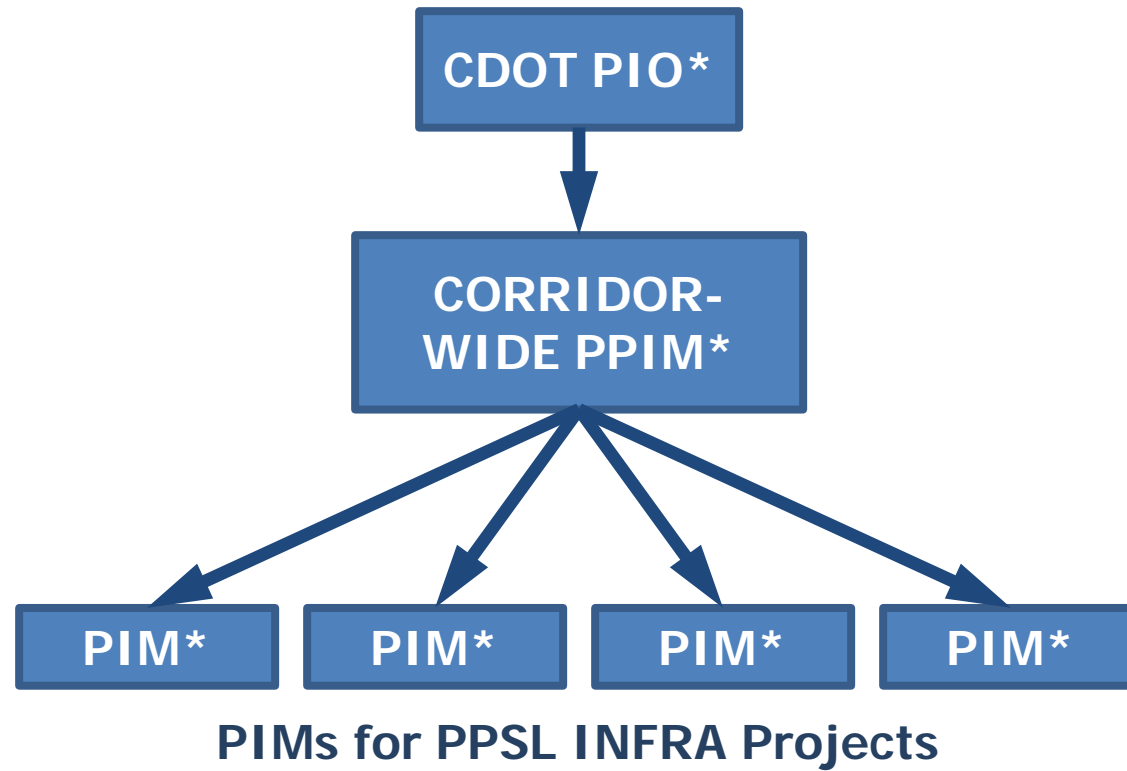 CDOT PIO*
CORRIDOR-
WIDE PPIM*
PIM*
PIM*
PIM*
PIM*
PIMs for PPSL INFRA Projects